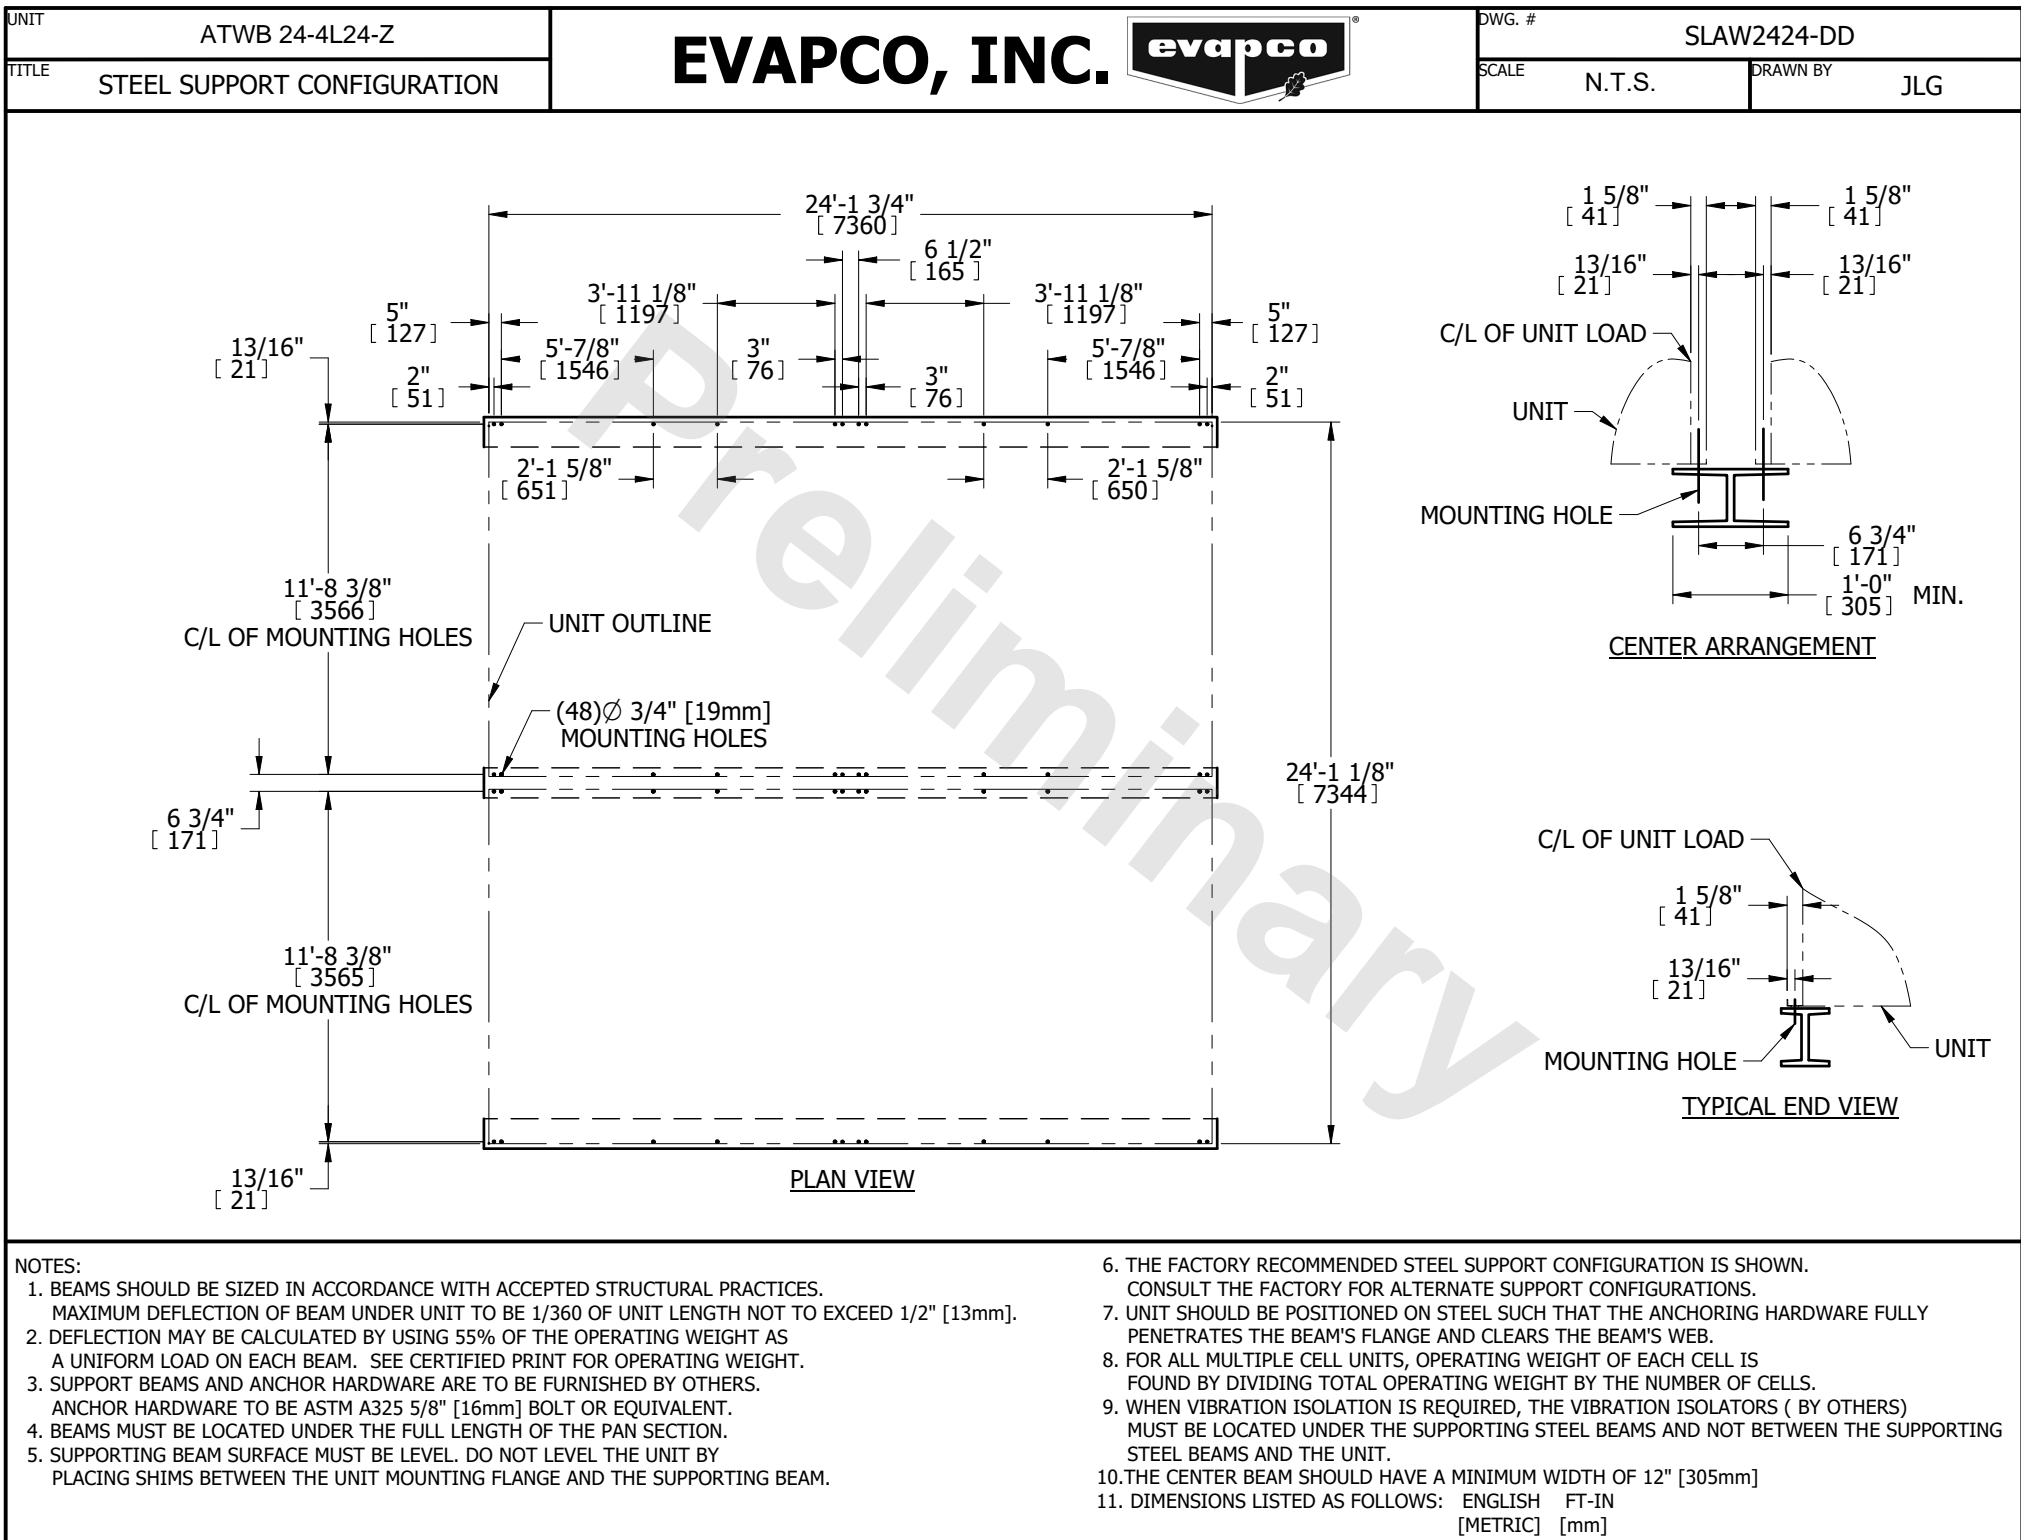 UNIT
ATWB 24-4L24-Z
TITLE
STEEL SUPPORT CONFIGURATION
EVAPCO, INC.
evapco
®
DWG. #
SLAW2424-DD
SCALE
N.T.S.
DRAWN BY
JLG
24'-1 3/4"
[ 7360 ]
6 1/2"
[ 165 ]
3'-11 1/8"
[ 1197 ]
3'-11 1/8"
[ 1197 ]
5"
[ 127 ]
5"
[ 127 ]
13/16"
[ 21 ]
5'-7/8"
[ 1546 ]
3"
[ 76 ]
5'-7/8"
[ 1546 ]
2"
[ 51 ]
3"
[ 76 ]
2"
[ 51 ]
2'-1 5/8"
[ 651 ]
2'-1 5/8"
[ 650 ]
11'-8 3/8"
[ 3566 ]
C/L OF MOUNTING HOLES
UNIT OUTLINE
(48)Ø 3/4" [19mm]
MOUNTING HOLES
6 3/4"
[ 171 ]
24'-1 1/8"
[ 7344 ]
11'-8 3/8"
[ 3565 ]
C/L OF MOUNTING HOLES
13/16"
[ 21 ]
PLAN VIEW
Preliminary
1 5/8"
[ 41 ]
1 5/8"
[ 41 ]
13/16"
[ 21 ]
13/16"
[ 21 ]
C/L OF UNIT LOAD
UNIT
MOUNTING HOLE
6 3/4"
[ 171 ]
1'-0"
[ 305 ] MIN.
CENTER ARRANGEMENT
C/L OF UNIT LOAD
1 5/8"
[ 41 ]
13/16"
[ 21 ]
MOUNTING HOLE
UNIT
TYPICAL END VIEW
NOTES:
1. BEAMS SHOULD BE SIZED IN ACCORDANCE WITH ACCEPTED STRUCTURAL PRACTICES.
MAXIMUM DEFLECTION OF BEAM UNDER UNIT TO BE 1/360 OF UNIT LENGTH NOT TO EXCEED 1/2" [13mm].
2. DEFLECTION MAY BE CALCULATED BY USING 55% OF THE OPERATING WEIGHT AS
A UNIFORM LOAD ON EACH BEAM. SEE CERTIFIED PRINT FOR OPERATING WEIGHT.
3. SUPPORT BEAMS AND ANCHOR HARDWARE ARE TO BE FURNISHED BY OTHERS.
ANCHOR HARDWARE TO BE ASTM A325 5/8" [16mm] BOLT OR EQUIVALENT.
4. BEAMS MUST BE LOCATED UNDER THE FULL LENGTH OF THE PAN SECTION.
5. SUPPORTING BEAM SURFACE MUST BE LEVEL. DO NOT LEVEL THE UNIT BY
PLACING SHIMS BETWEEN THE UNIT MOUNTING FLANGE AND THE SUPPORTING BEAM.
6. THE FACTORY RECOMMENDED STEEL SUPPORT CONFIGURATION IS SHOWN.
CONSULT THE FACTORY FOR ALTERNATE SUPPORT CONFIGURATIONS.
7. UNIT SHOULD BE POSITIONED ON STEEL SUCH THAT THE ANCHORING HARDWARE FULLY
PENETRATES THE BEAM'S FLANGE AND CLEARS THE BEAM'S WEB.
8. FOR ALL MULTIPLE CELL UNITS, OPERATING WEIGHT OF EACH CELL IS
FOUND BY DIVIDING TOTAL OPERATING WEIGHT BY THE NUMBER OF CELLS.
9. WHEN VIBRATION ISOLATION IS REQUIRED, THE VIBRATION ISOLATORS ( BY OTHERS)
MUST BE LOCATED UNDER THE SUPPORTING STEEL BEAMS AND NOT BETWEEN THE SUPPORTING
STEEL BEAMS AND THE UNIT.
10.THE CENTER BEAM SHOULD HAVE A MINIMUM WIDTH OF 12" [305mm]
11. DIMENSIONS LISTED AS FOLLOWS: ENGLISH FT-IN
[METRIC] [mm]